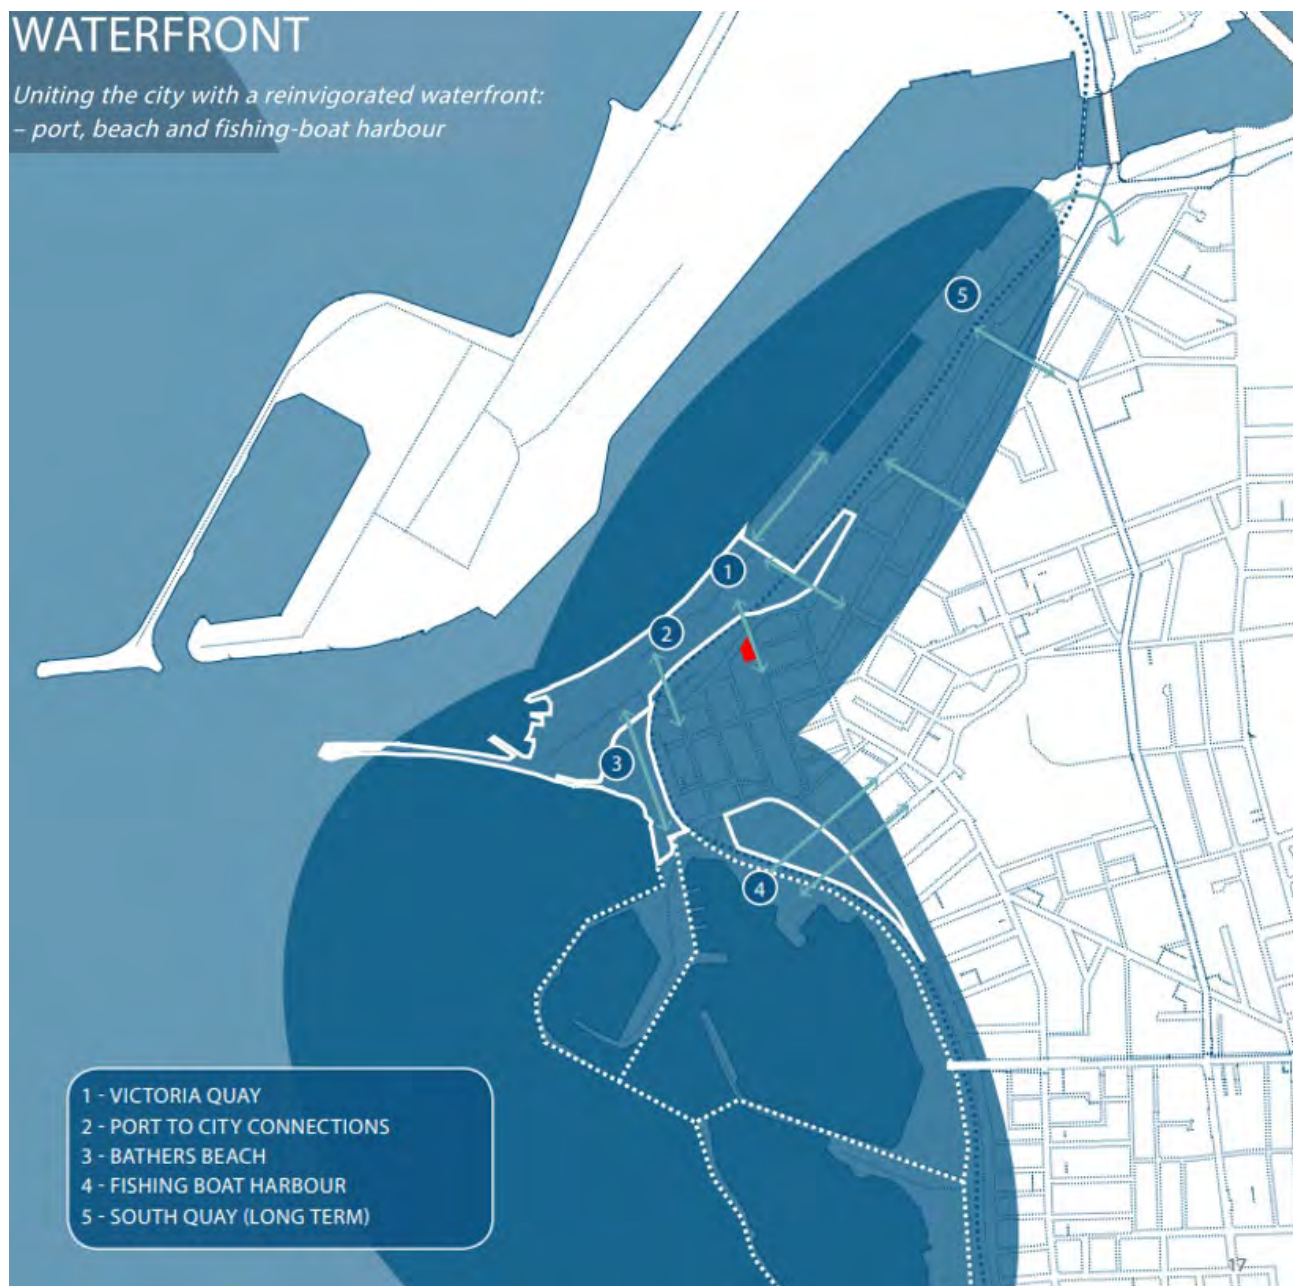 WATERFRONT
Uniting the city with a reinvigorated waterfront:
– port, beach and fishing-boat harbour
5
1
2
3
4
1 - VICTORIA QUAY
2 - PORT TO CITY CONNECTIONS
3 - BATHERS BEACH
4 - FISHING BOAT HARBOUR
5 - SOUTH QUAY (LONG TERM)
17